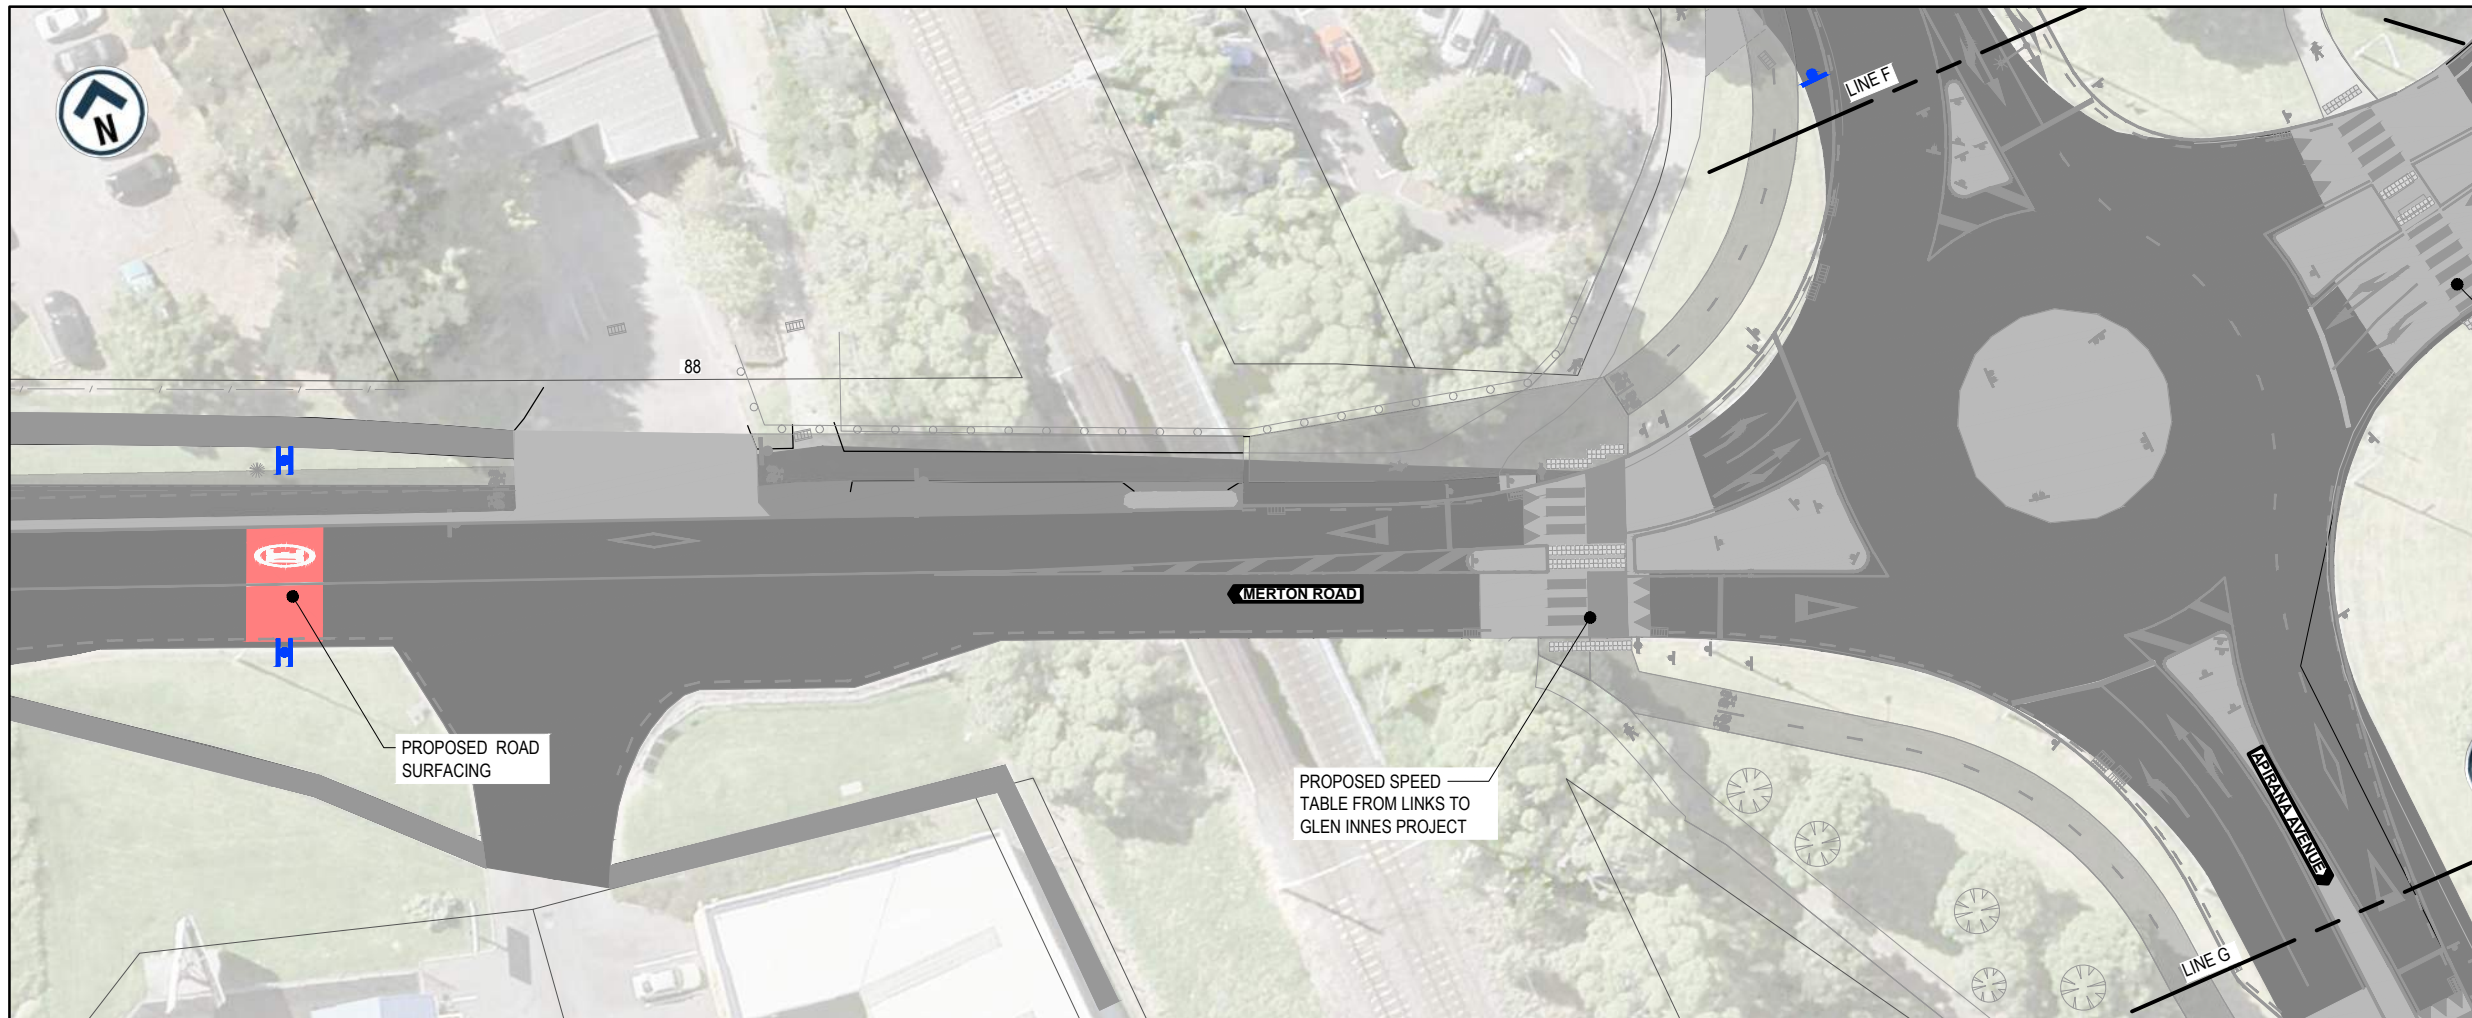 N
LINE F
88
MERTON ROAD
PROPOSED ROAD
SURFACING
PROPOSED SPEED
TABLE FROM LINKS TO
GLEN INNES PROJECT
APIRANA AVENUE
LINE G